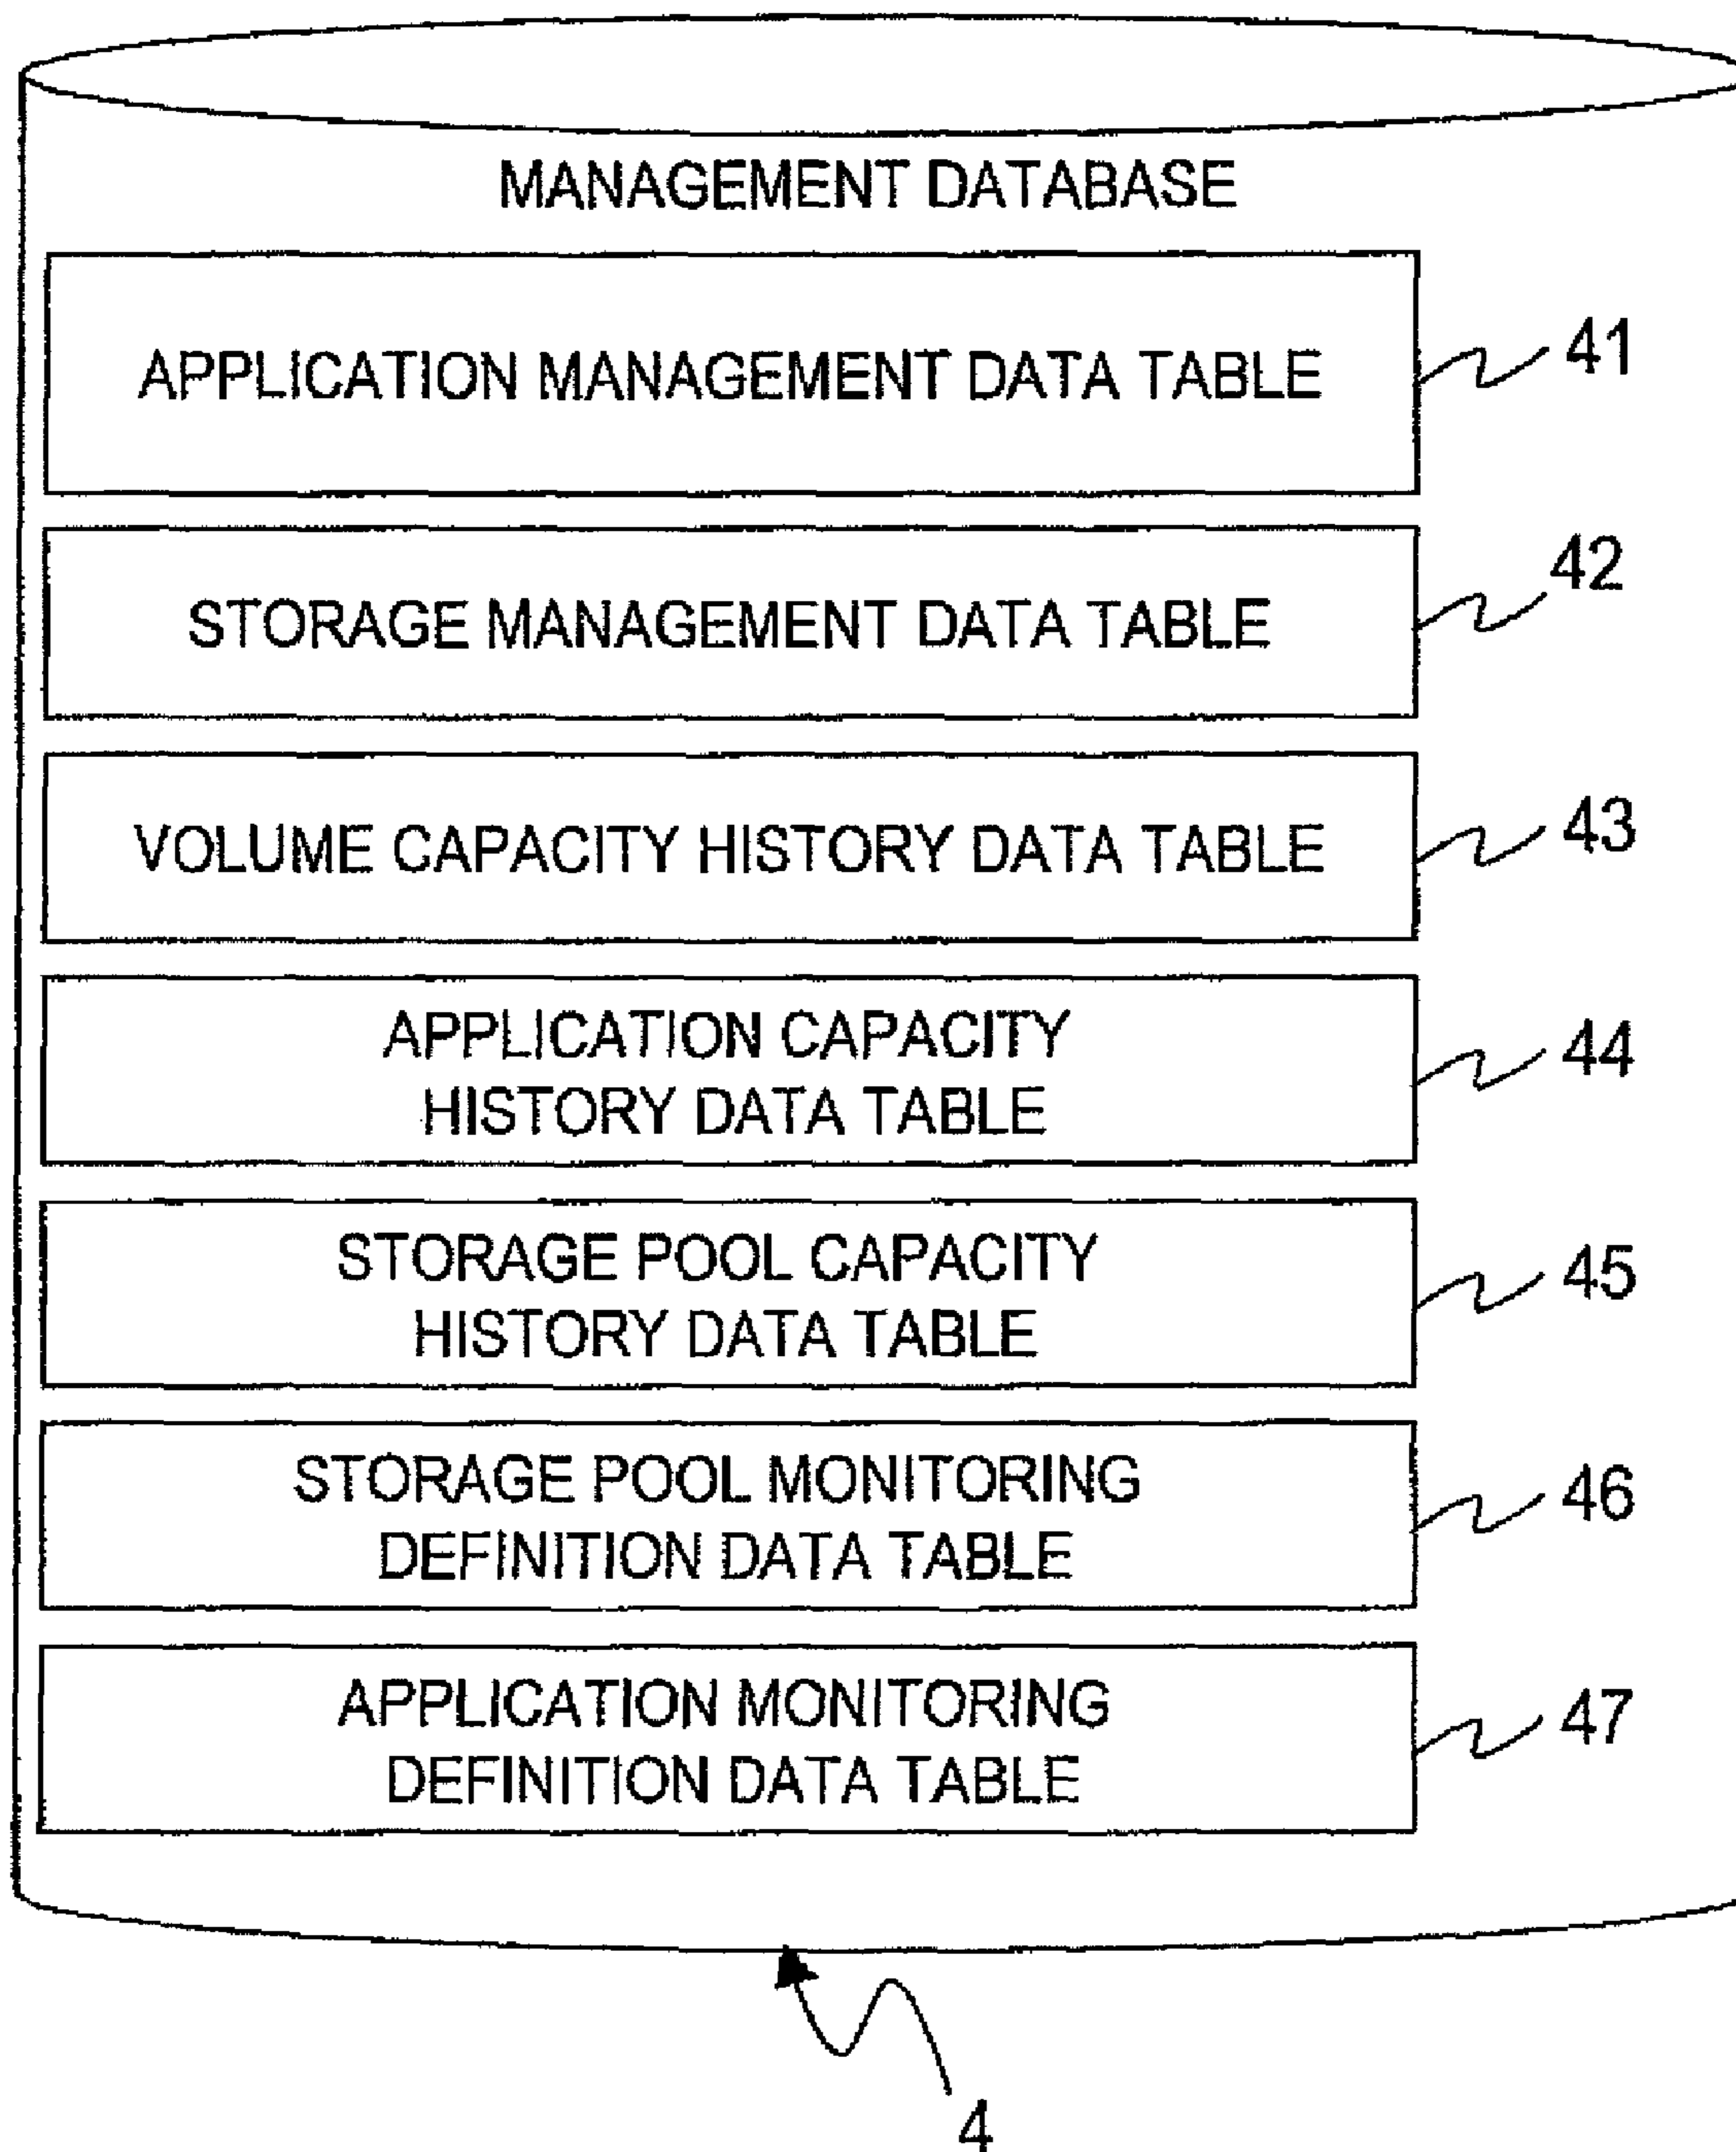 MANAGEMENT DATABASE
APPLICATION MANAGEMENT DATA TABLE
41
STORAGE MANAGEMENT DATA TABLE
42
VOLUME CAPACITY HISTORY DATA TABLE
43
APPLICATION CAPACITY
HISTORY DATA TABLE
44
STORAGE POOL CAPACITY
HISTORY DATA TABLE
45
STORAGE POOL MONITORING
DEFINITION DATA TABLE
46
APPLICATION MONITORING
DEFINITION DATA TABLE
47
4